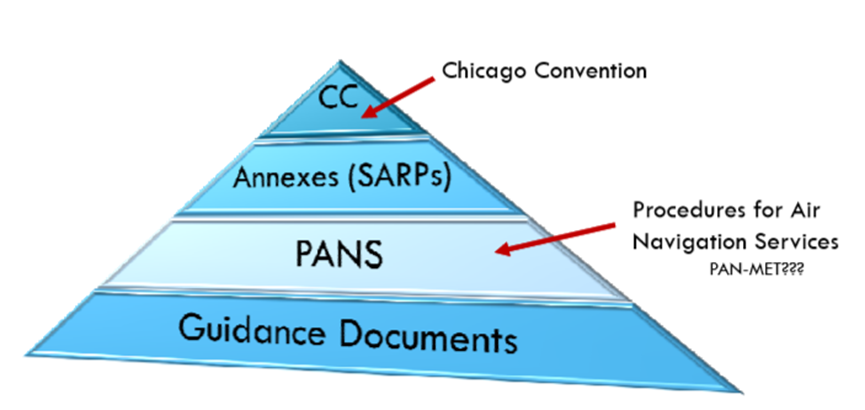 Chicago Convention
CC
Annexes (SARPs)
Procedures for Air
Navigation Services
PAN-MET???
PANS
Guidance Documents